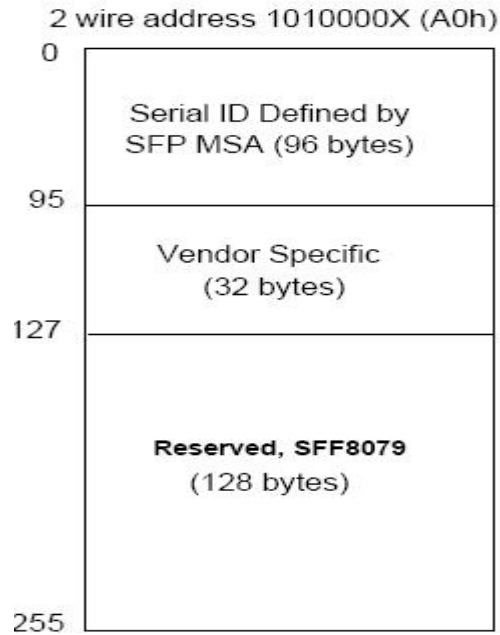 2 wire address 1010000X (A0h)
0
Serial ID Defined by
SFP MSA (96 bytes)
95
Vendor Specific
(32 bytes)
127
Reserved, SFF8079
(128 bytes)
255